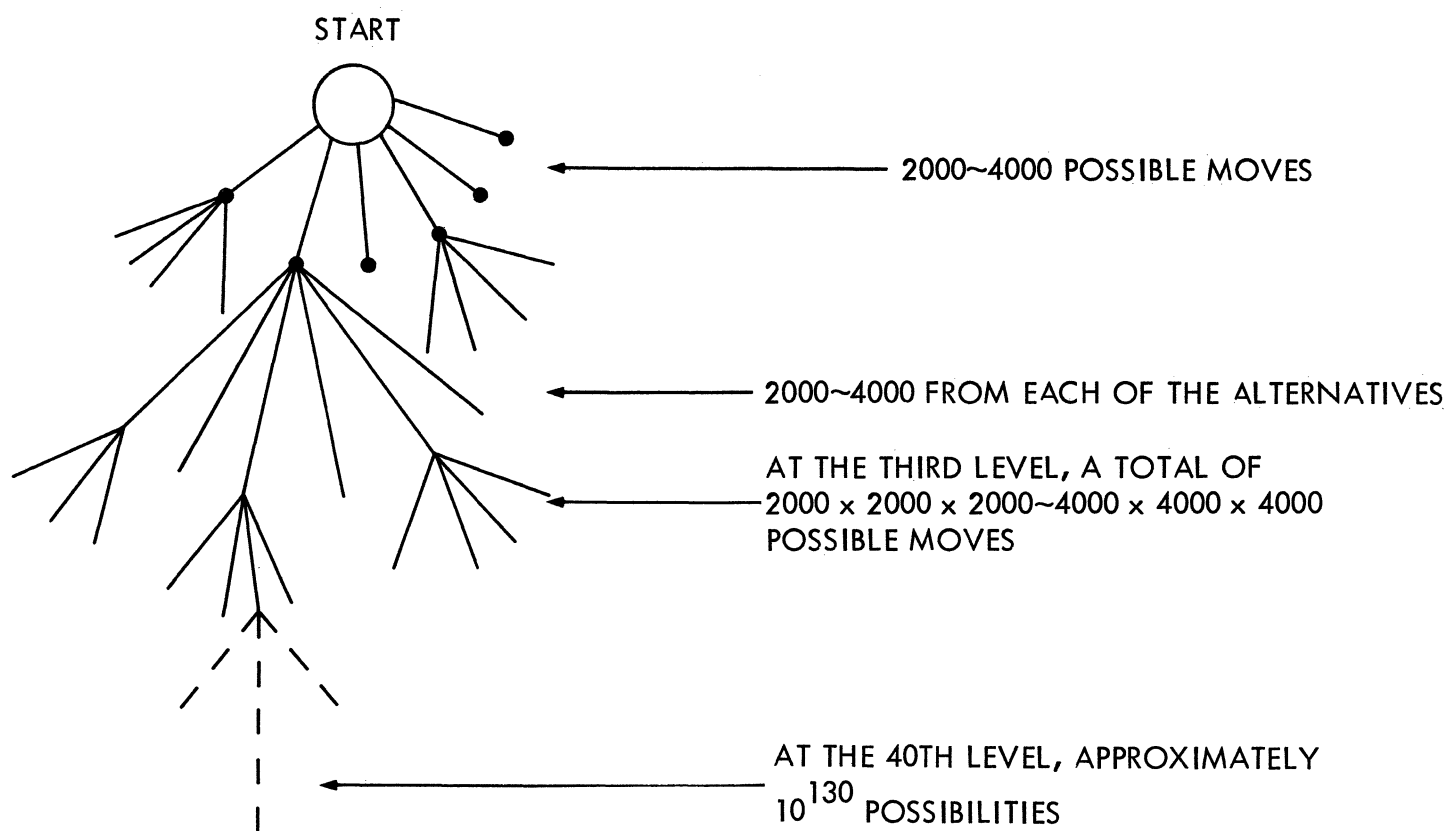 START
2000~4000 POSSIBLE MOVES
2000~4000 FROM EACH OF THE ALTERNATIVES
AT THE THIRD LEVEL, A TOTAL OF
2000 x 2000 x 2000~4000 x 4000 x 4000
POSSIBLE MOVES
AT THE 40TH LEVEL, APPROXIMATELY
10^130 POSSIBILITIES